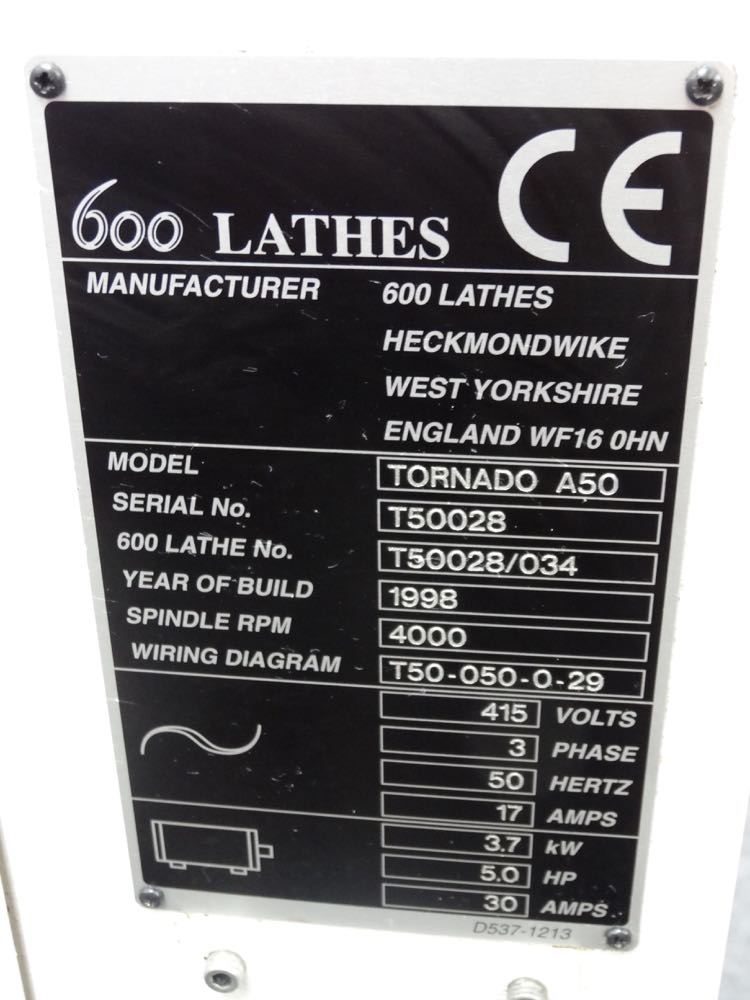 600 LATHES CE
MANUFACTURER 600 LATHES
HECKMONDWIKE
WEST YORKSHIRE
ENGLAND WF16 0HN
MODEL TORNADO A50
SERIAL No. T50028
600 LATHE No. T50028/034
YEAR OF BUILD 1998
SPINDLE RPM 4000
WIRING DIAGRAM T50-050-0-29
415 VOLTS
3 PHASE
50 HERTZ
17 AMPS
3.7 kW
5.0 HP
30 AMPS
D537-1213